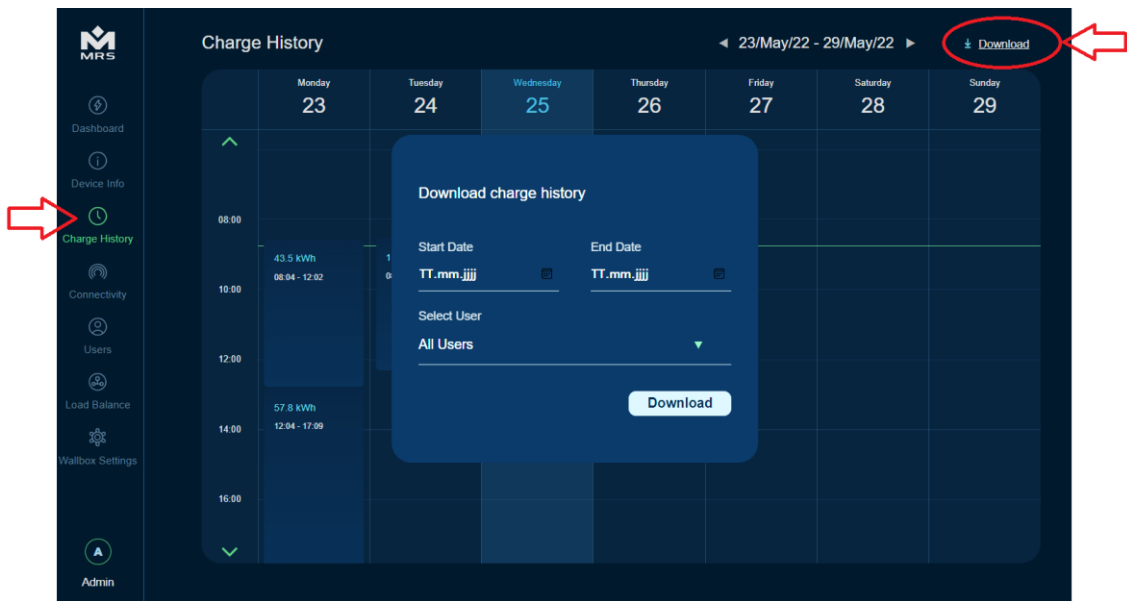 MRS
Charge History
◄ 23/May/22 - 29/May/22 ►
Download
Monday
23
Tuesday
24
Wednesday
25
Thursday
26
Friday
27
Saturday
28
Sunday
29
Dashboard
Device Info
Charge History
Connectivity
Users
Load Balance
Wallbox Settings
A
Admin
08:00
10:00
12:00
14:00
16:00
43.5 kWh
08:04 - 12:02
57.8 kWh
12:04 - 17:09
1
Download charge history
Start Date
End Date
TT.mm.jjjj
TT.mm.jjjj
Select User
All Users
Download